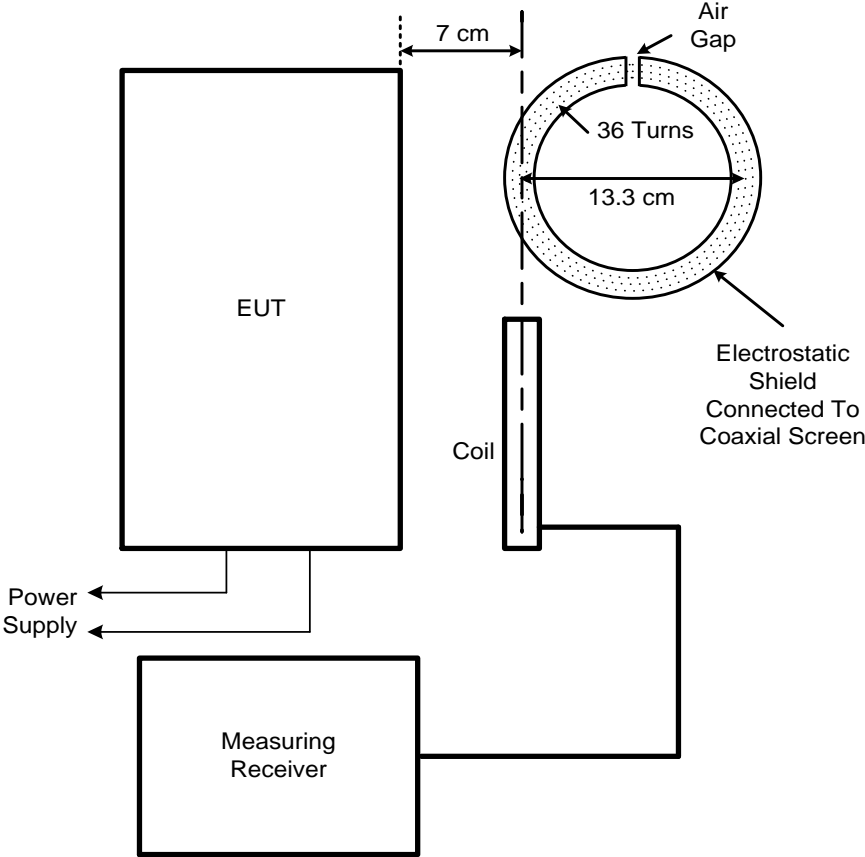 7 cm
Air
Gap
36 Turns
13.3 cm
EUT
Electrostatic
Shield
Connected To
Coaxial Screen
Coil
Power
Supply
Measuring
Receiver